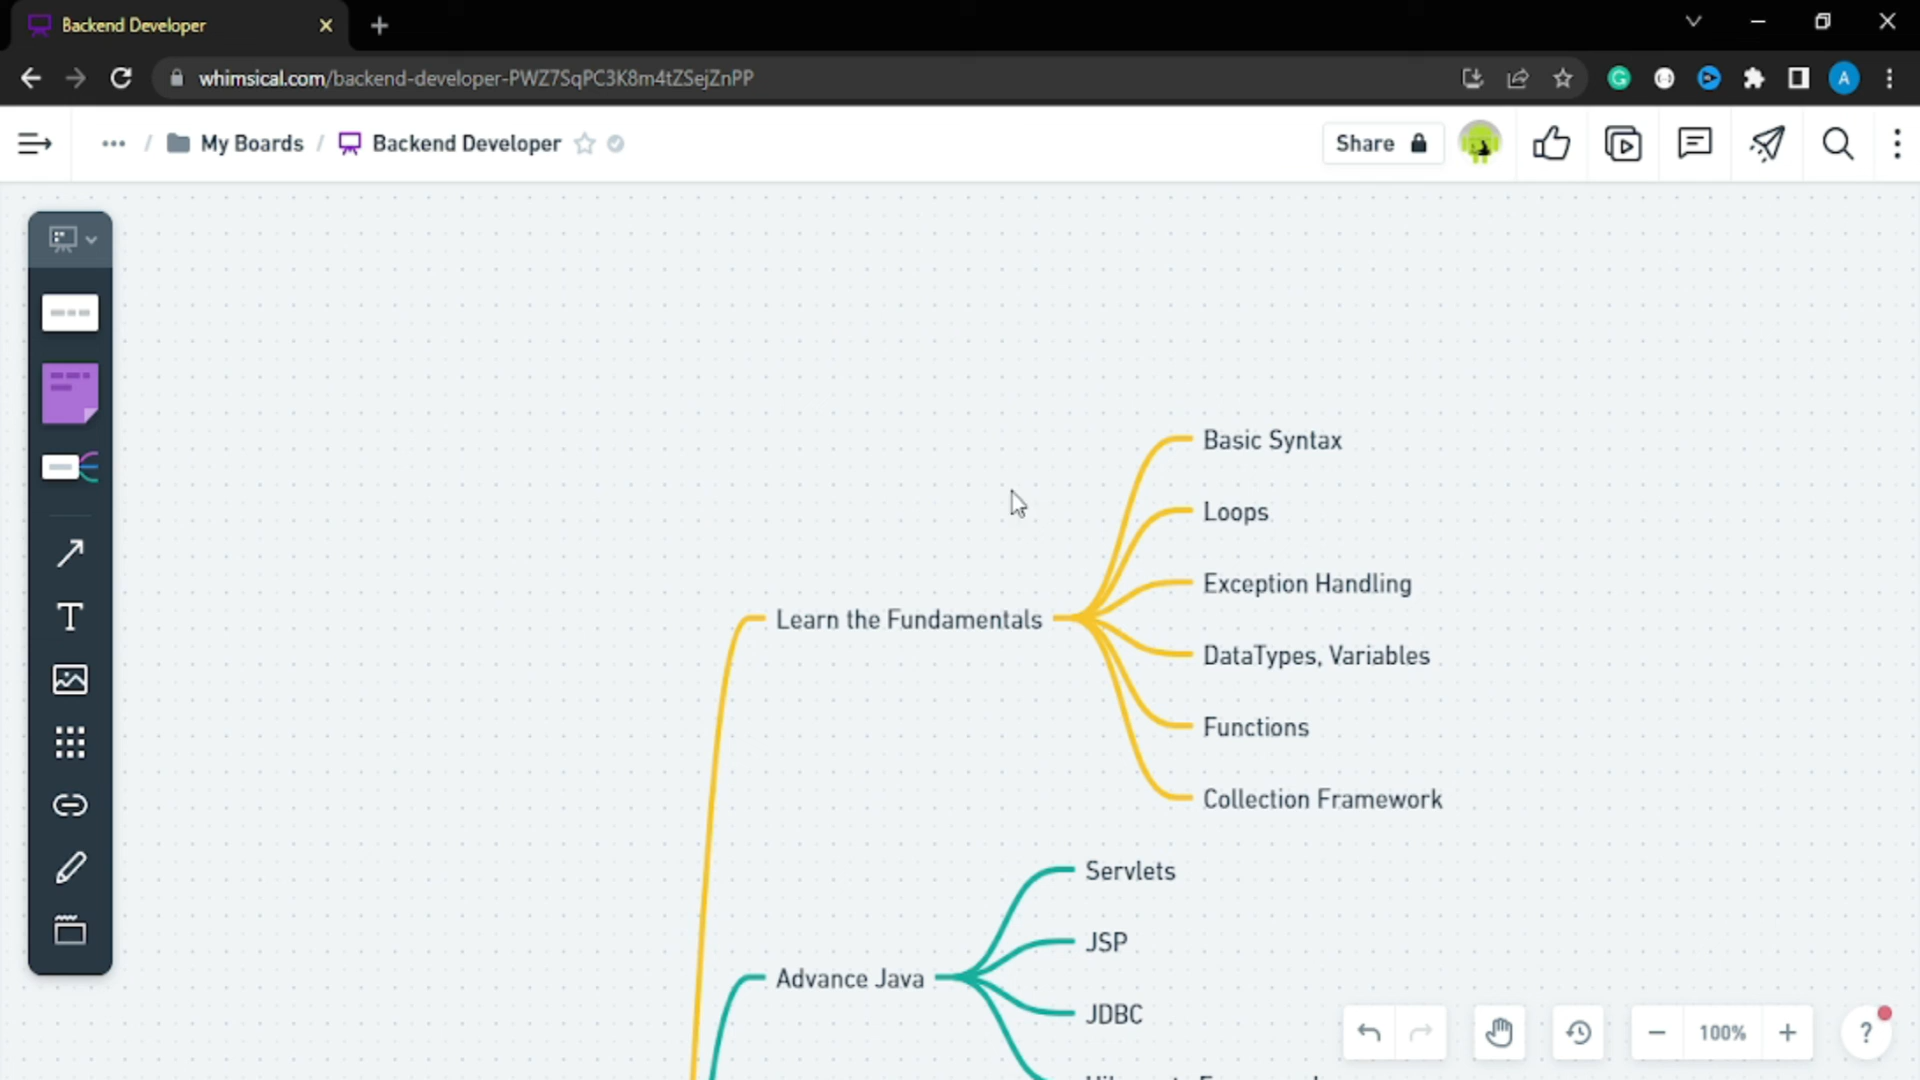 Backend Developer
whimsical.com/backend-developer-PWZ7SqPC3K8m4tZSejZnPP
A
... / My Boards / Backend Developer
Share
Basic Syntax
Loops
Exception Handling
Learn the Fundamentals
DataTypes, Variables
Functions
Collection Framework
Servlets
JSP
Advance Java
JDBC
100%
?